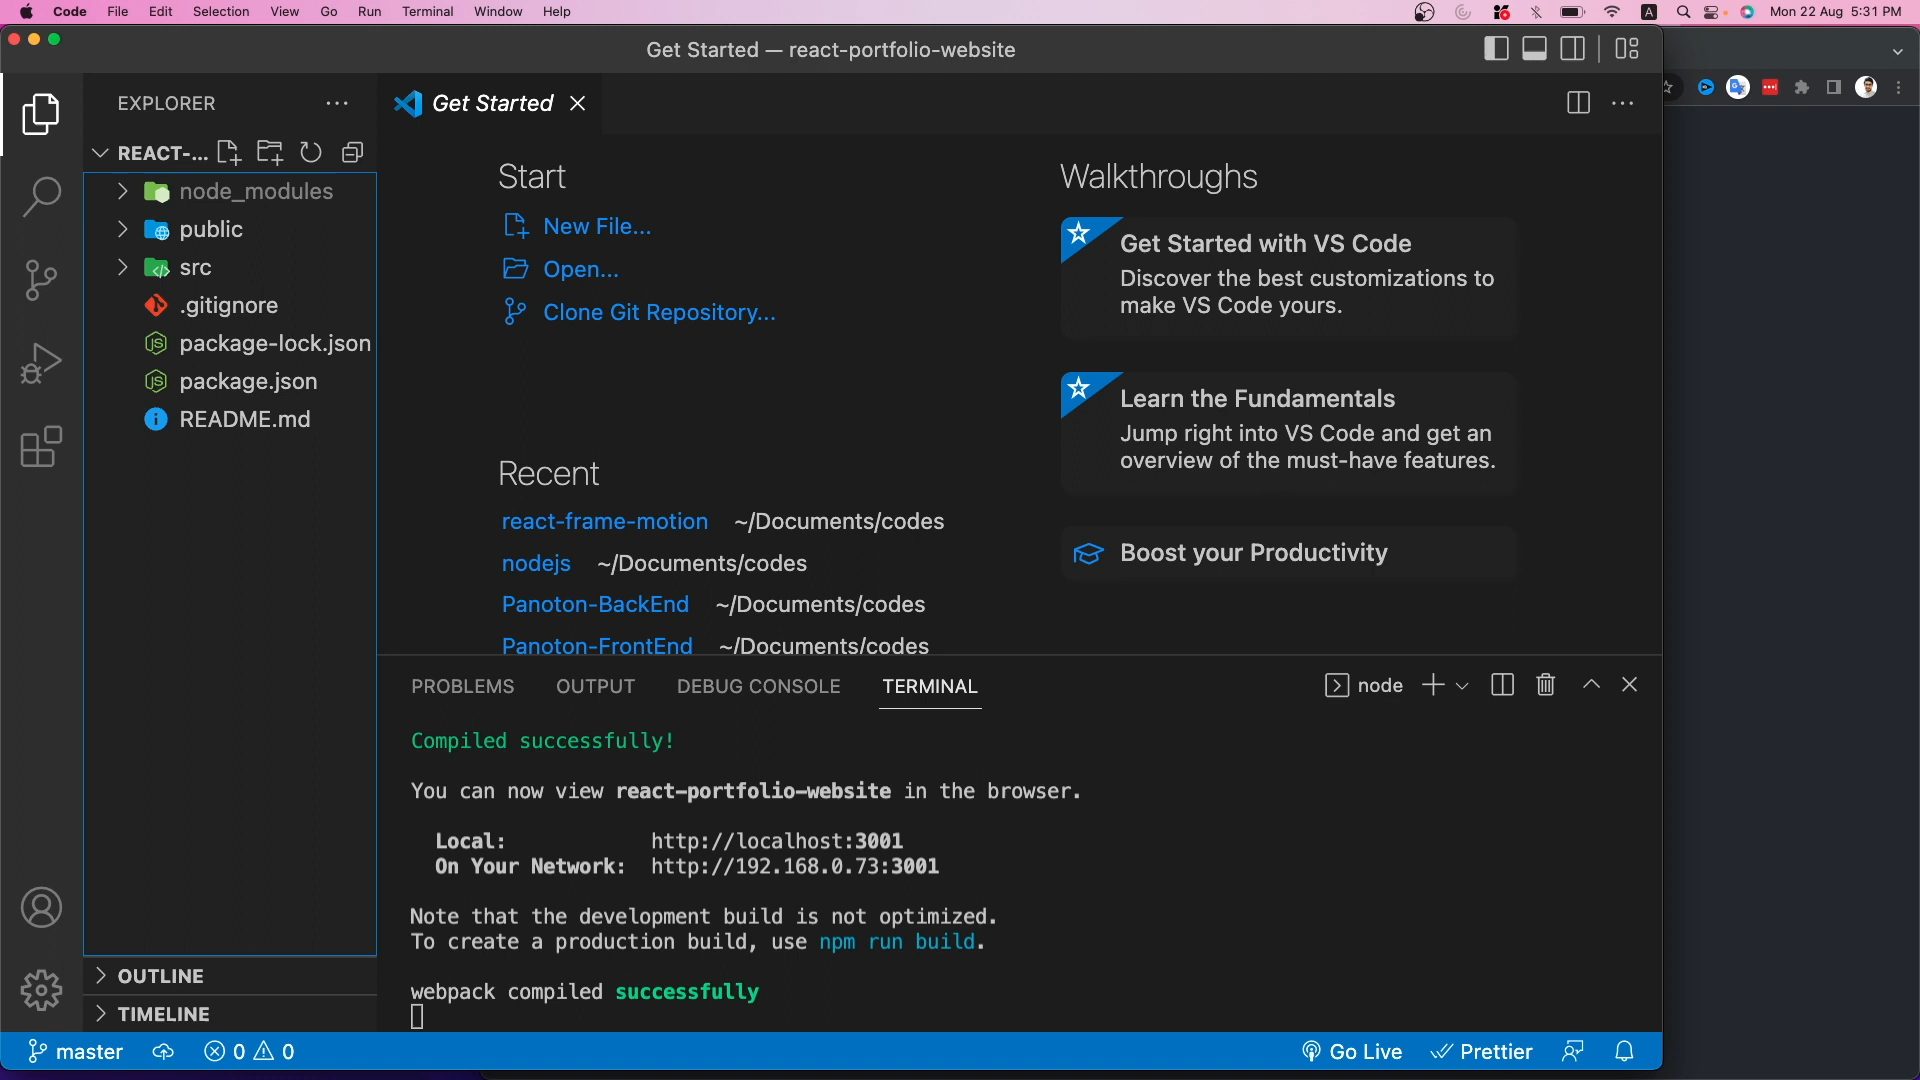 Code File Edit Selection View Go Run Terminal Window Help
A Mon 22 Aug 5:31 PM
Get Started — react-portfolio-website
EXPLORER
REACT-...
node_modules
public
src
.gitignore
package-lock.json
package.json
README.md
OUTLINE
TIMELINE
Get Started
Start
New File...
Open...
Clone Git Repository...
Recent
react-frame-motion ~/Documents/codes
nodejs ~/Documents/codes
Panoton-BackEnd ~/Documents/codes
Panoton-FrontEnd ~/Documents/codes
Walkthroughs
Get Started with VS Code
Discover the best customizations to
make VS Code yours.
Learn the Fundamentals
Jump right into VS Code and get an
overview of the must-have features.
Boost your Productivity
PROBLEMS OUTPUT DEBUG CONSOLE TERMINAL
node
Compiled successfully!
You can now view react-portfolio-website in the browser.
Local: http://localhost:3001
On Your Network: http://192.168.0.73:3001
Note that the development build is not optimized.
To create a production build, use npm run build.
webpack compiled successfully
master 0 0
Go Live Prettier